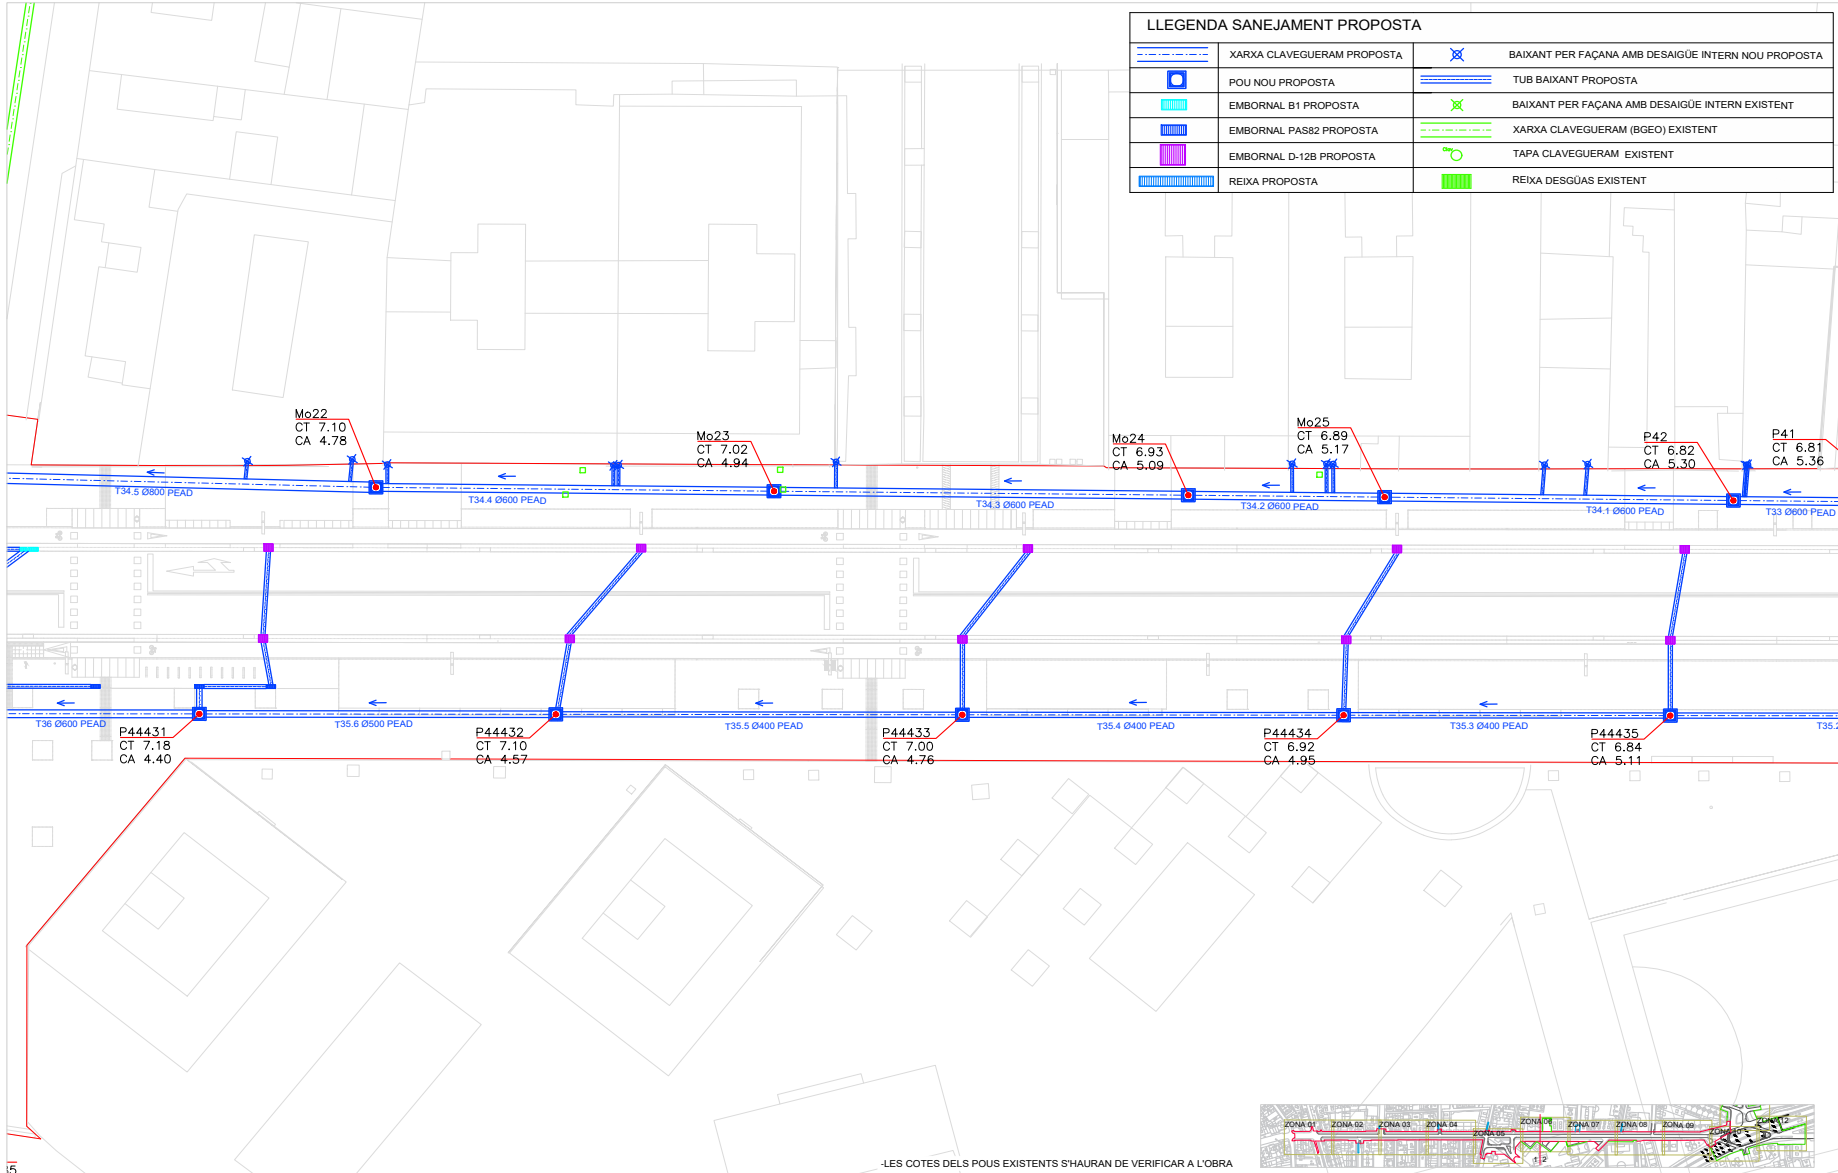 LLEGENDA SANEJAMENT PROPOSTA
XARXA CLAVEGUERAM PROPOSTA
BAIXANT PER FAÇANA AMB DESAIGÜE INTERN NOU PROPOSTA
POU NOU PROPOSTA
TUB BAIXANT PROPOSTA
EMBORNAL B1 PROPOSTA
BAIXANT PER FAÇANA AMB DESAIGÜE INTERN EXISTENT
EMBORNAL PAS82 PROPOSTA
XARXA CLAVEGUERAM (BGEO) EXISTENT
EMBORNAL D-12B PROPOSTA
TAPA CLAVEGUERAM EXISTENT
REIXA PROPOSTA
REIXA DESGÜAS EXISTENT
Mo22
CT 7.10
CA 4.78
Mo23
CT 7.02
CA 4.94
Mo24
CT 6.93
CA 5.09
Mo25
CT 6.89
CA 5.17
P42
CT 6.82
CA 5.30
P41
CT 6.81
CA 5.36
T34.5 Ø800 PEAD
T34.4 Ø600 PEAD
T34.3 Ø600 PEAD
T34.2 Ø600 PEAD
T34.1 Ø600 PEAD
T33 Ø600 PEAD
T36 Ø600 PEAD
T35.6 Ø500 PEAD
T35.5 Ø400 PEAD
T35.4 Ø400 PEAD
T35.3 Ø400 PEAD
T35.2
P44431
CT 7.18
CA 4.40
P44432
CT 7.10
CA 4.57
P44433
CT 7.00
CA 4.76
P44434
CT 6.92
CA 4.95
P44435
CT 6.84
CA 5.11
ZONA 01
ZONA 02
ZONA 03
ZONA 04
ZONA 05
ZONA 06
ZONA 07
ZONA 08
ZONA 09
ZONA 10
ZONA 12
-LES COTES DELS POUS EXISTENTS S'HAURAN DE VERIFICAR A L'OBRA